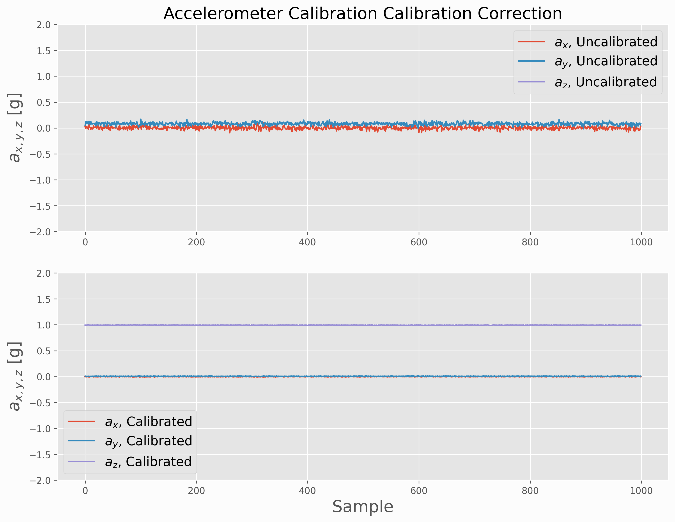 Accelerometer Calibration Calibration Correction
2.0
1.5
1.0
0.5
0.0
−0.5
−1.0
−1.5
−2.0
a_{x,y,z} [g]
a_x, Uncalibrated
a_y, Uncalibrated
a_z, Uncalibrated
0 200 400 600 800 1000
2.0
1.5
1.0
0.5
0.0
−0.5
−1.0
−1.5
−2.0
a_{x,y,z} [g]
a_x, Calibrated
a_y, Calibrated
a_z, Calibrated
0 200 400 600 800 1000
Sample